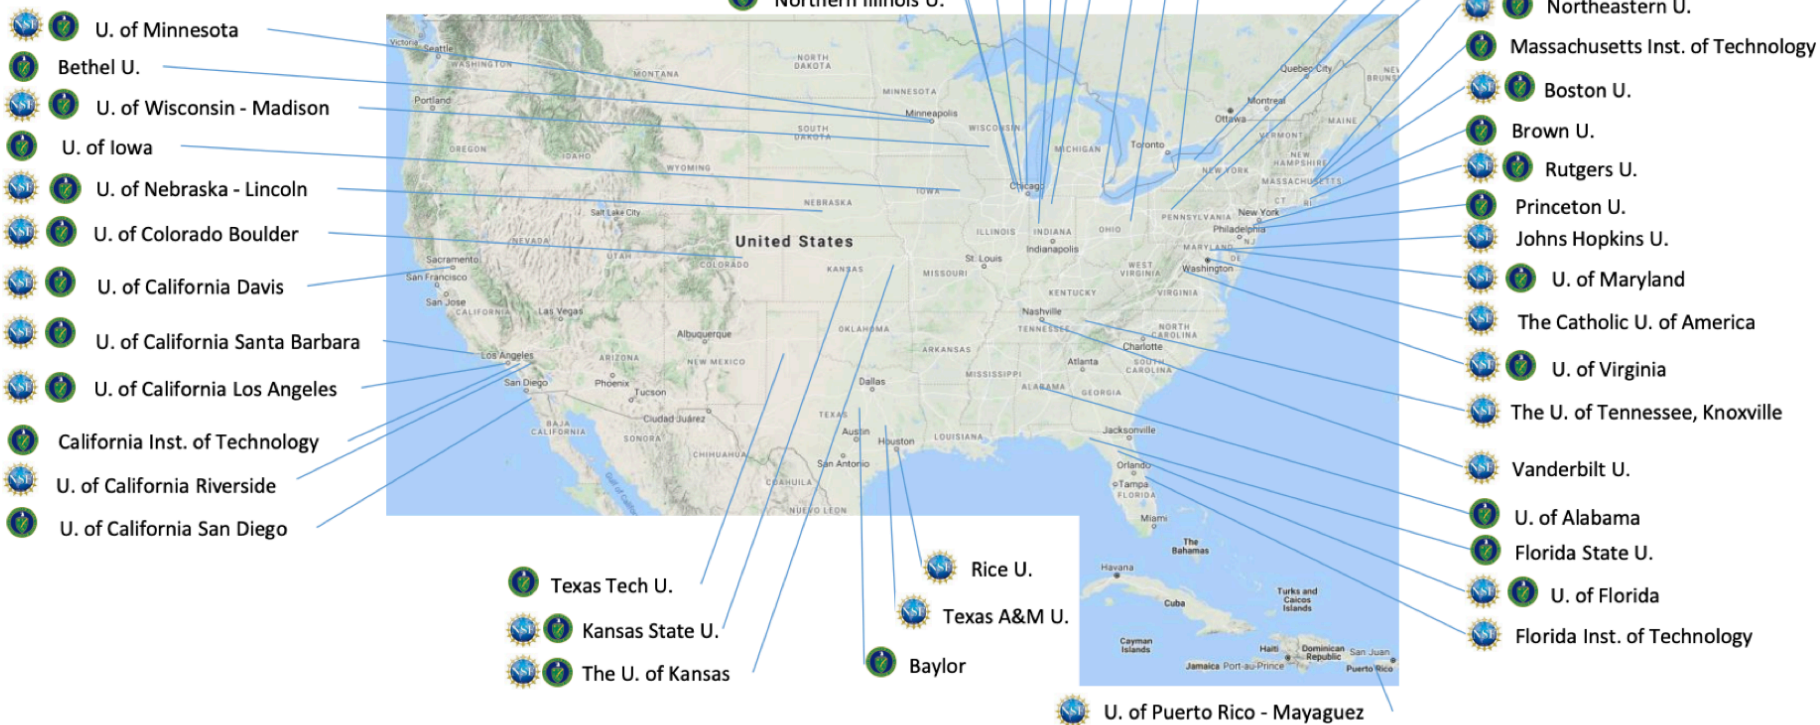 Northern Illinois U.
U. of Minnesota
Bethel U.
U. of Wisconsin - Madison
U. of Iowa
U. of Nebraska - Lincoln
U. of Colorado Boulder
U. of California Davis
U. of California Santa Barbara
U. of California Los Angeles
California Inst. of Technology
U. of California Riverside
U. of California San Diego
Northeastern U.
Massachusetts Inst. of Technology
Boston U.
Brown U.
Rutgers U.
Princeton U.
Johns Hopkins U.
U. of Maryland
The Catholic U. of America
U. of Virginia
The U. of Tennessee, Knoxville
Vanderbilt U.
U. of Alabama
Florida State U.
U. of Florida
Florida Inst. of Technology
Texas Tech U.
Kansas State U.
The U. of Kansas
Rice U.
Texas A&M U.
Baylor
U. of Puerto Rico - Mayaguez
Victoria
Seattle
WASHINGTON
Portland
OREGON
IDAHO
MONTANA
NORTH
DAKOTA
SOUTH
DAKOTA
MINNESOTA
Minneapolis
WISCONSIN
MICHIGAN
Toronto
Ottawa
Montreal
Quebec City
MAINE
VERMONT
NEW
HAMPSHIRE
MASSACHUSETTS
CT
RI
NEW YORK
New York
PENNSYLVANIA
Philadelphia
NJ
MARYLAND
DE
Washington
WEST
VIRGINIA
VIRGINIA
OHIO
INDIANA
Indianapolis
ILLINOIS
Chicago
IOWA
NEBRASKA
WYOMING
Salt Lake City
NEVADA
UTAH
COLORADO
United States
KANSAS
MISSOURI
St. Louis
KENTUCKY
Nashville
TENNESSEE
NORTH
CAROLINA
Charlotte
SOUTH
CAROLINA
Atlanta
GEORGIA
ALABAMA
MISSISSIPPI
ARKANSAS
OKLAHOMA
Albuquerque
NEW MEXICO
ARIZONA
Phoenix
Tucson
Las Vegas
CALIFORNIA
Sacramento
San Francisco
San Jose
Los Angeles
San Diego
BAJA
CALIFORNIA
SONORA
Ciudad Juárez
CHIHUAHUA
COAHUILA
NUEVO LEON
Gulf of California
Dallas
TEXAS
Austin
Houston
San Antonio
LOUISIANA
Jacksonville
Orlando
Tampa
FLORIDA
Miami
The
Bahamas
Havana
Cuba
Turks and
Caicos
Islands
Cayman
Islands
Jamaica
Port-au-Prince
Haiti
Dominican
Republic
San Juan
Puerto Rico
NSF